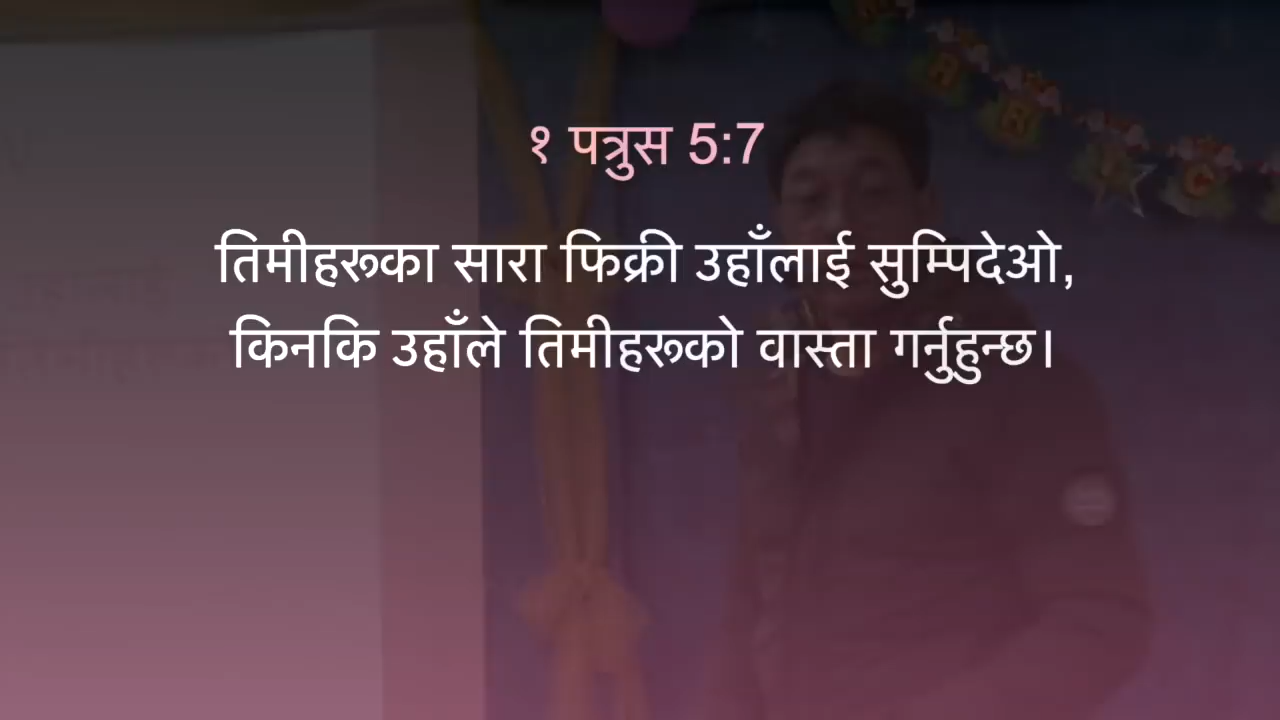 १ पत्रुस 5:7
तिमीहरूका सारा फिक्री उहाँलाई सुम्पिदेओ,
किनकि उहाँले तिमीहरूको वास्ता गर्नुहुन्छ।